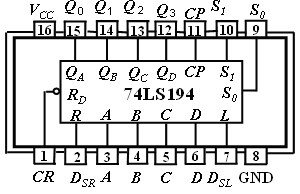 V_CC Q_0 Q_1 Q_2 Q_3 CP S_1 S_0
16 15 14 13 12 11 10 9
Q_A Q_B Q_C Q_D CP S_1
R_D 74LS194 S_0
R A B C D L
1 2 3 4 5 6 7 8
CR D_SR A B C D D_SL GND